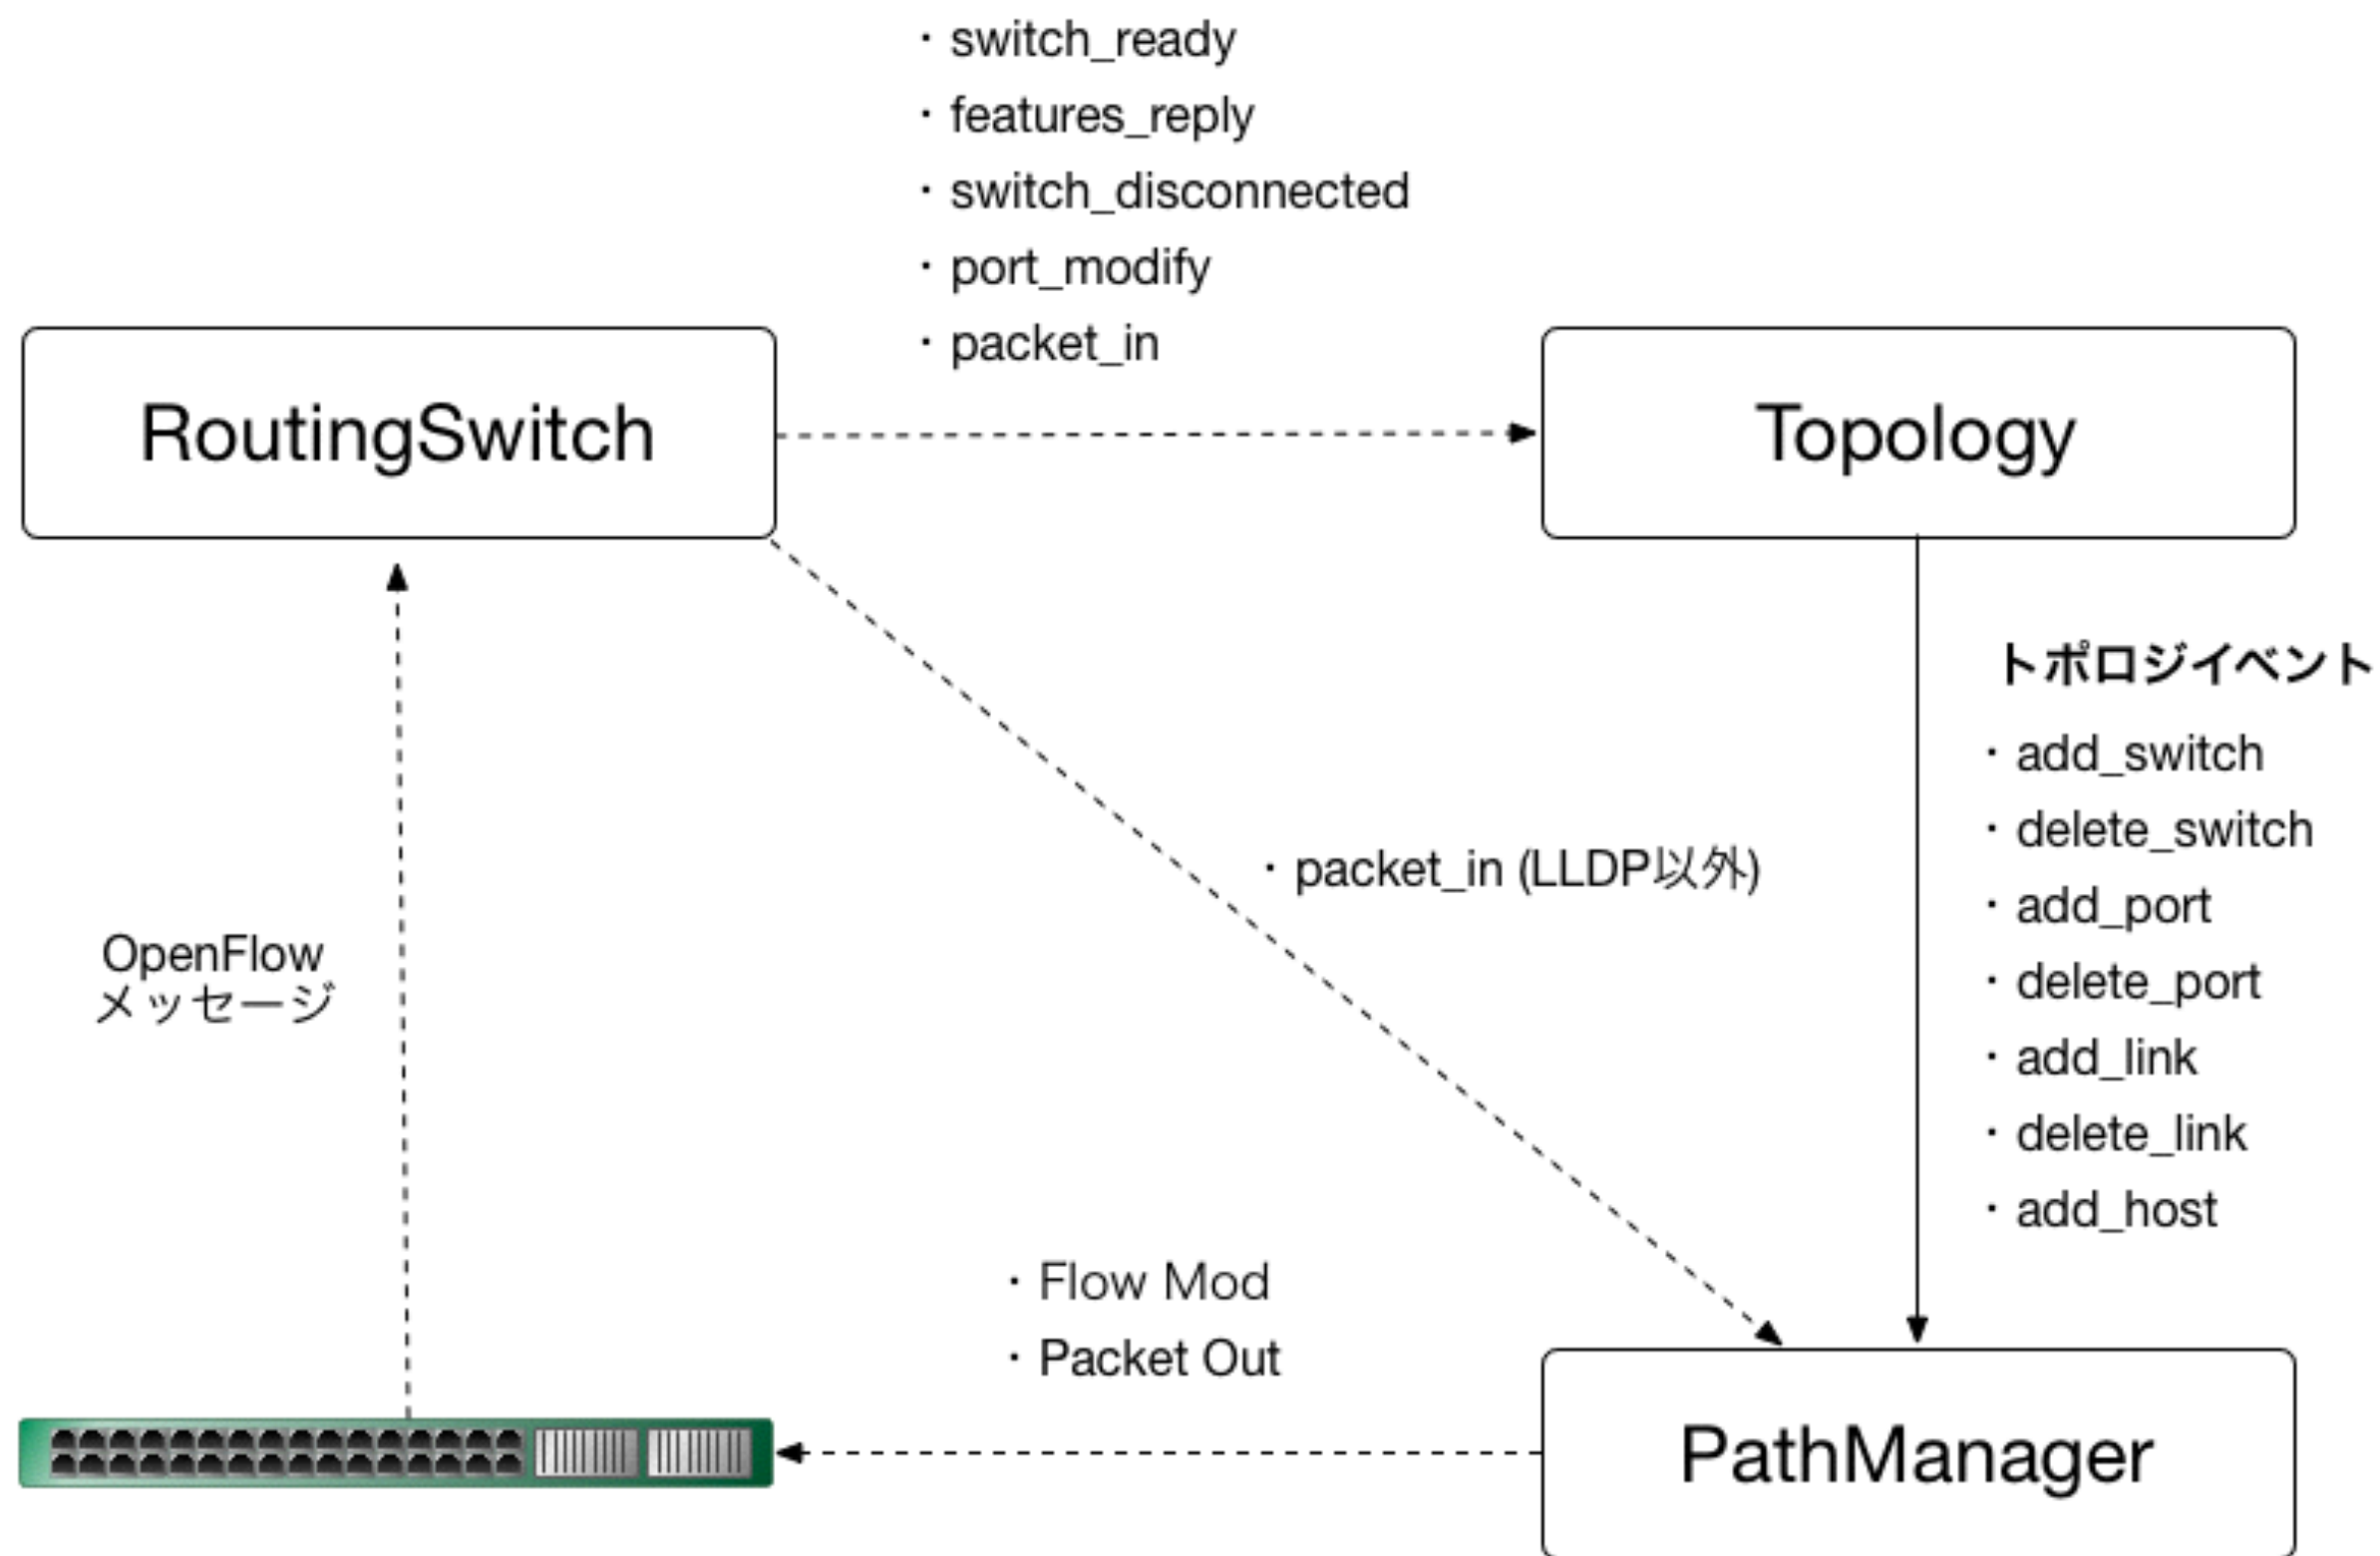 ・switch_ready
・features_reply
・switch_disconnected
・port_modify
・packet_in
RoutingSwitch
Topology
トポロジイベント
・add_switch
・delete_switch
・add_port
・delete_port
・add_link
・delete_link
・add_host
・packet_in (LLDP以外)
OpenFlow
メッセージ
・Flow Mod
・Packet Out
PathManager